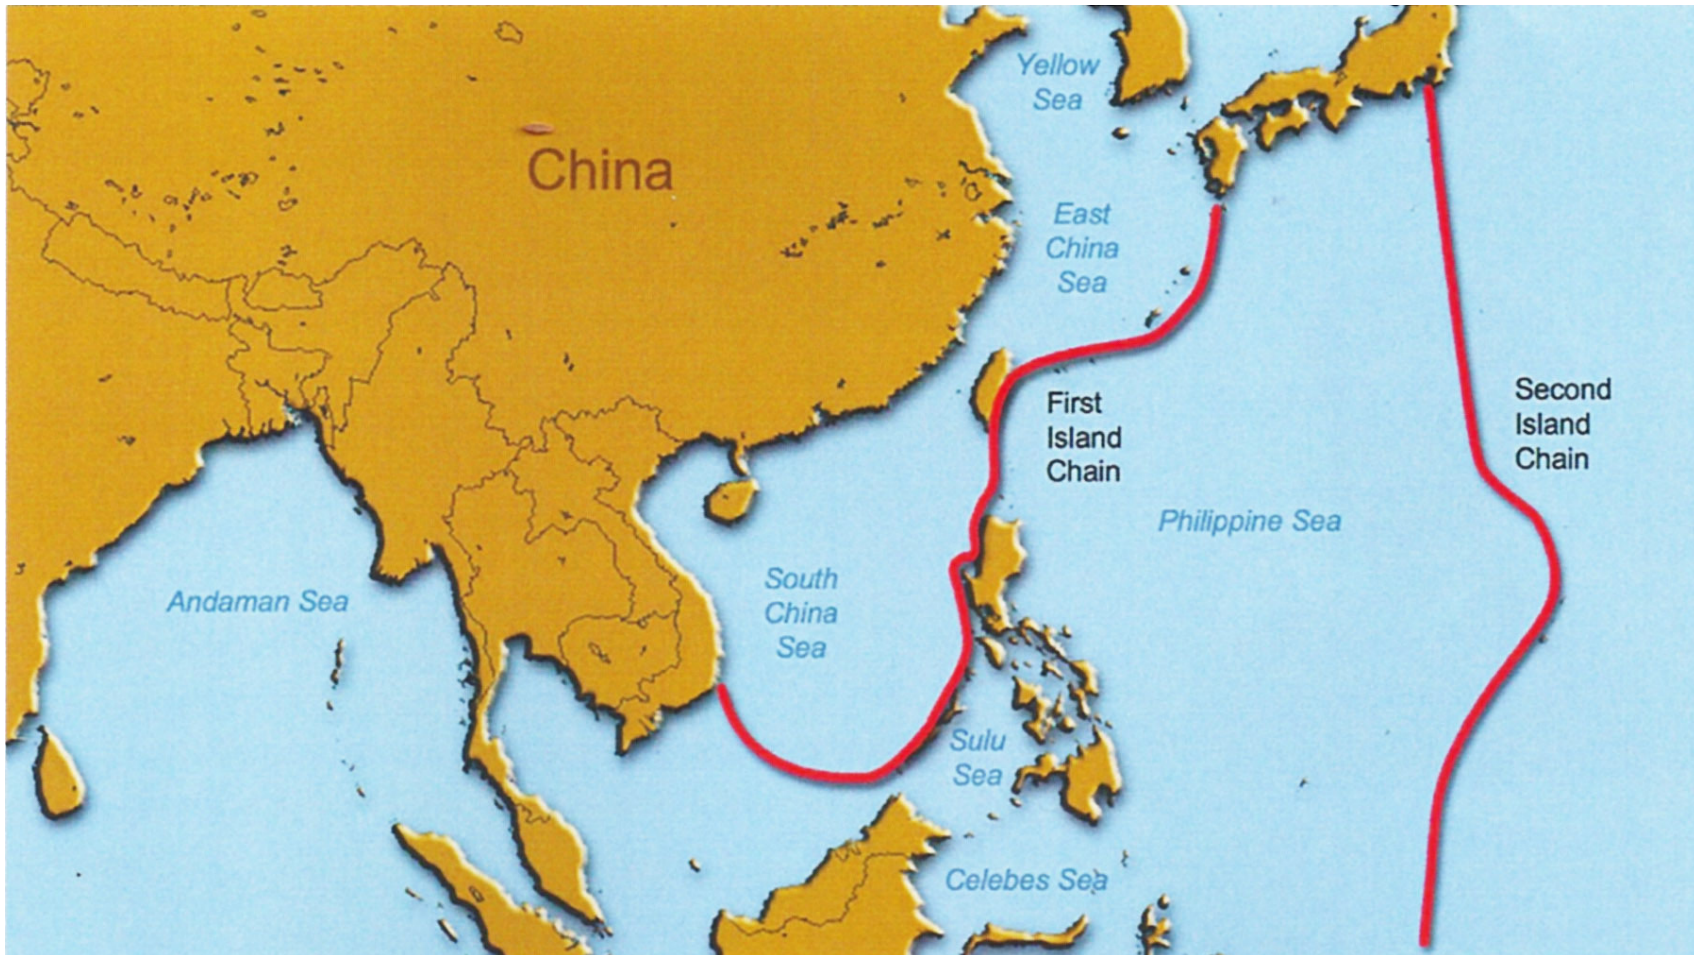 Yellow
Sea
China
East
China
Sea
First
Island
Chain
Second
Island
Chain
Philippine Sea
South
China
Sea
Andaman Sea
Sulu
Sea
Celebes Sea